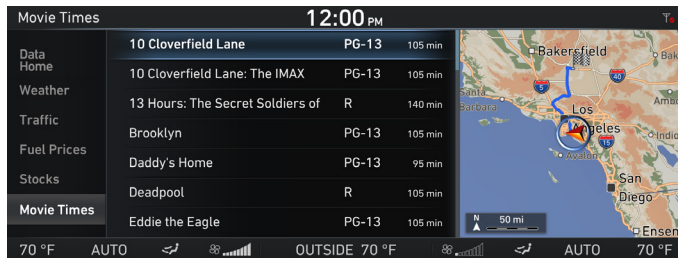 Movie Times
12:00 PM
Data
Home
Weather
Traffic
Fuel Prices
Stocks
Movie Times
10 Cloverfield Lane PG-13 105 min
10 Cloverfield Lane: The IMAX PG-13 105 min
13 Hours: The Secret Soldiers of R 140 min
Brooklyn PG-13 105 min
Daddy's Home PG-13 95 min
Deadpool R 105 min
Eddie the Eagle PG-13 105 min
Bakersfield
Bak
40
5
Santa
Barbara
Los
Angeles
15
Avalon
Indio
San
Diego
Ensen
N 50 mi
70 °F AUTO OUTSIDE 70 °F AUTO 70 °F